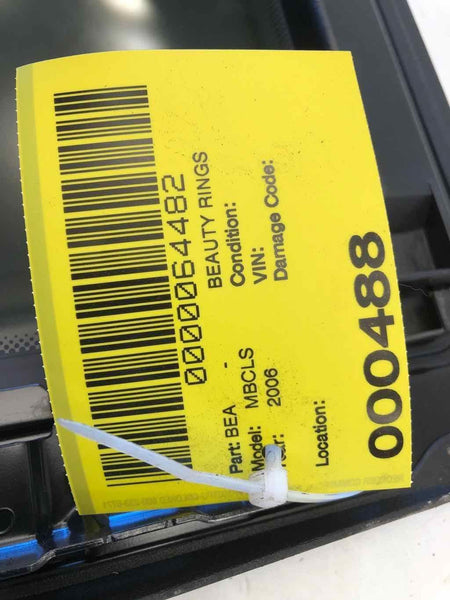 0000064482
Part: BEA - BEAUTY RINGS
Model: MBCLS Condition:
2006 VIN:
Damage Code:
Location:
000488